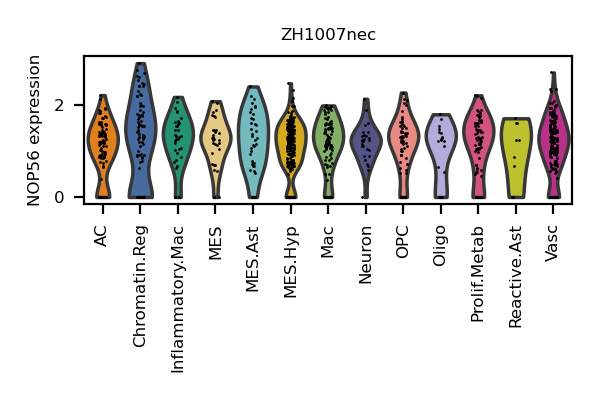 ZH1007nec
NOP56 expression
2
0
AC
Chromatin.Reg
Inflammatory.Mac
MES
MES.Ast
MES.Hyp
Mac
Neuron
OPC
Oligo
Prolif.Metab
Reactive.Ast
Vasc